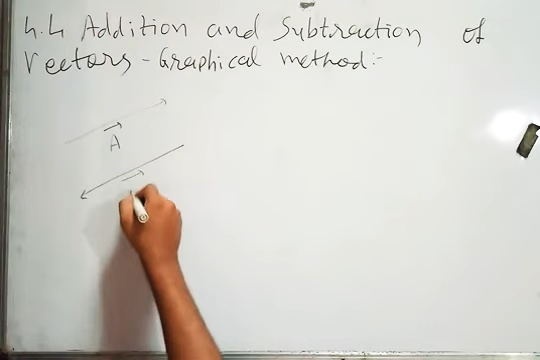 4.4 Addition and Subtraction of
Vectors - Graphical method:-
A